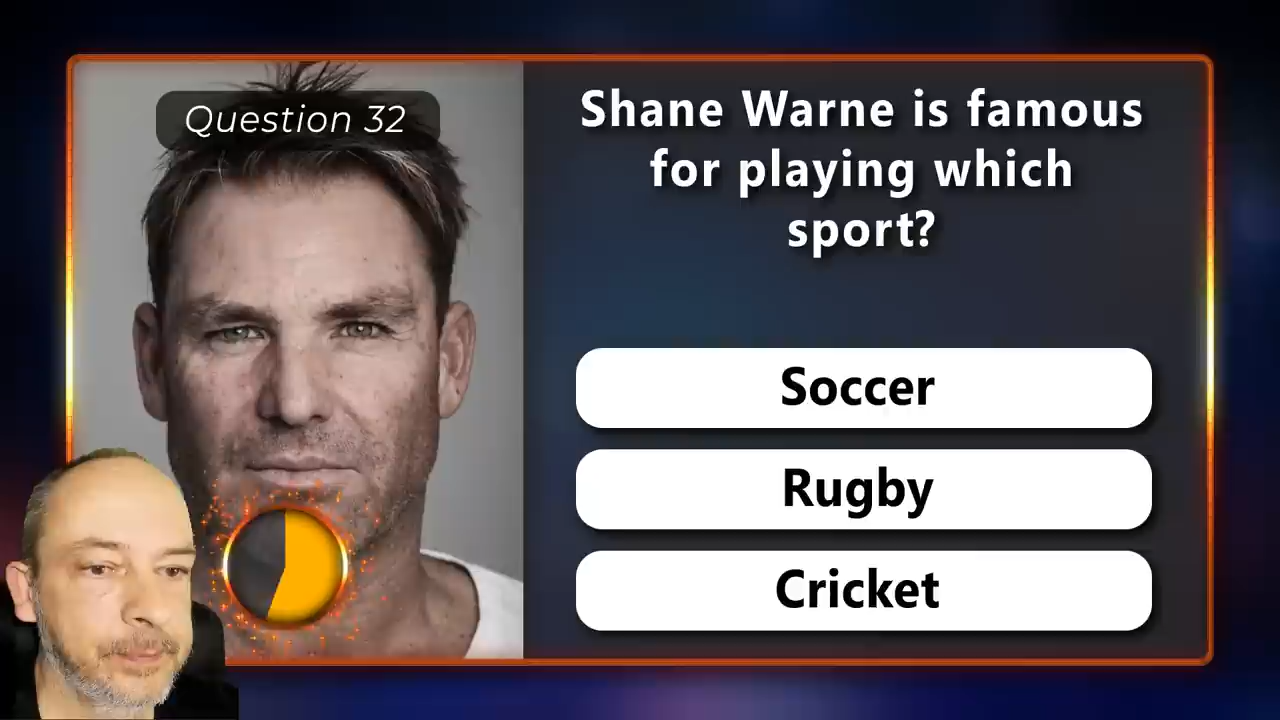 Question 32
Shane Warne is famous
for playing which
sport?
Soccer
Rugby
Cricket